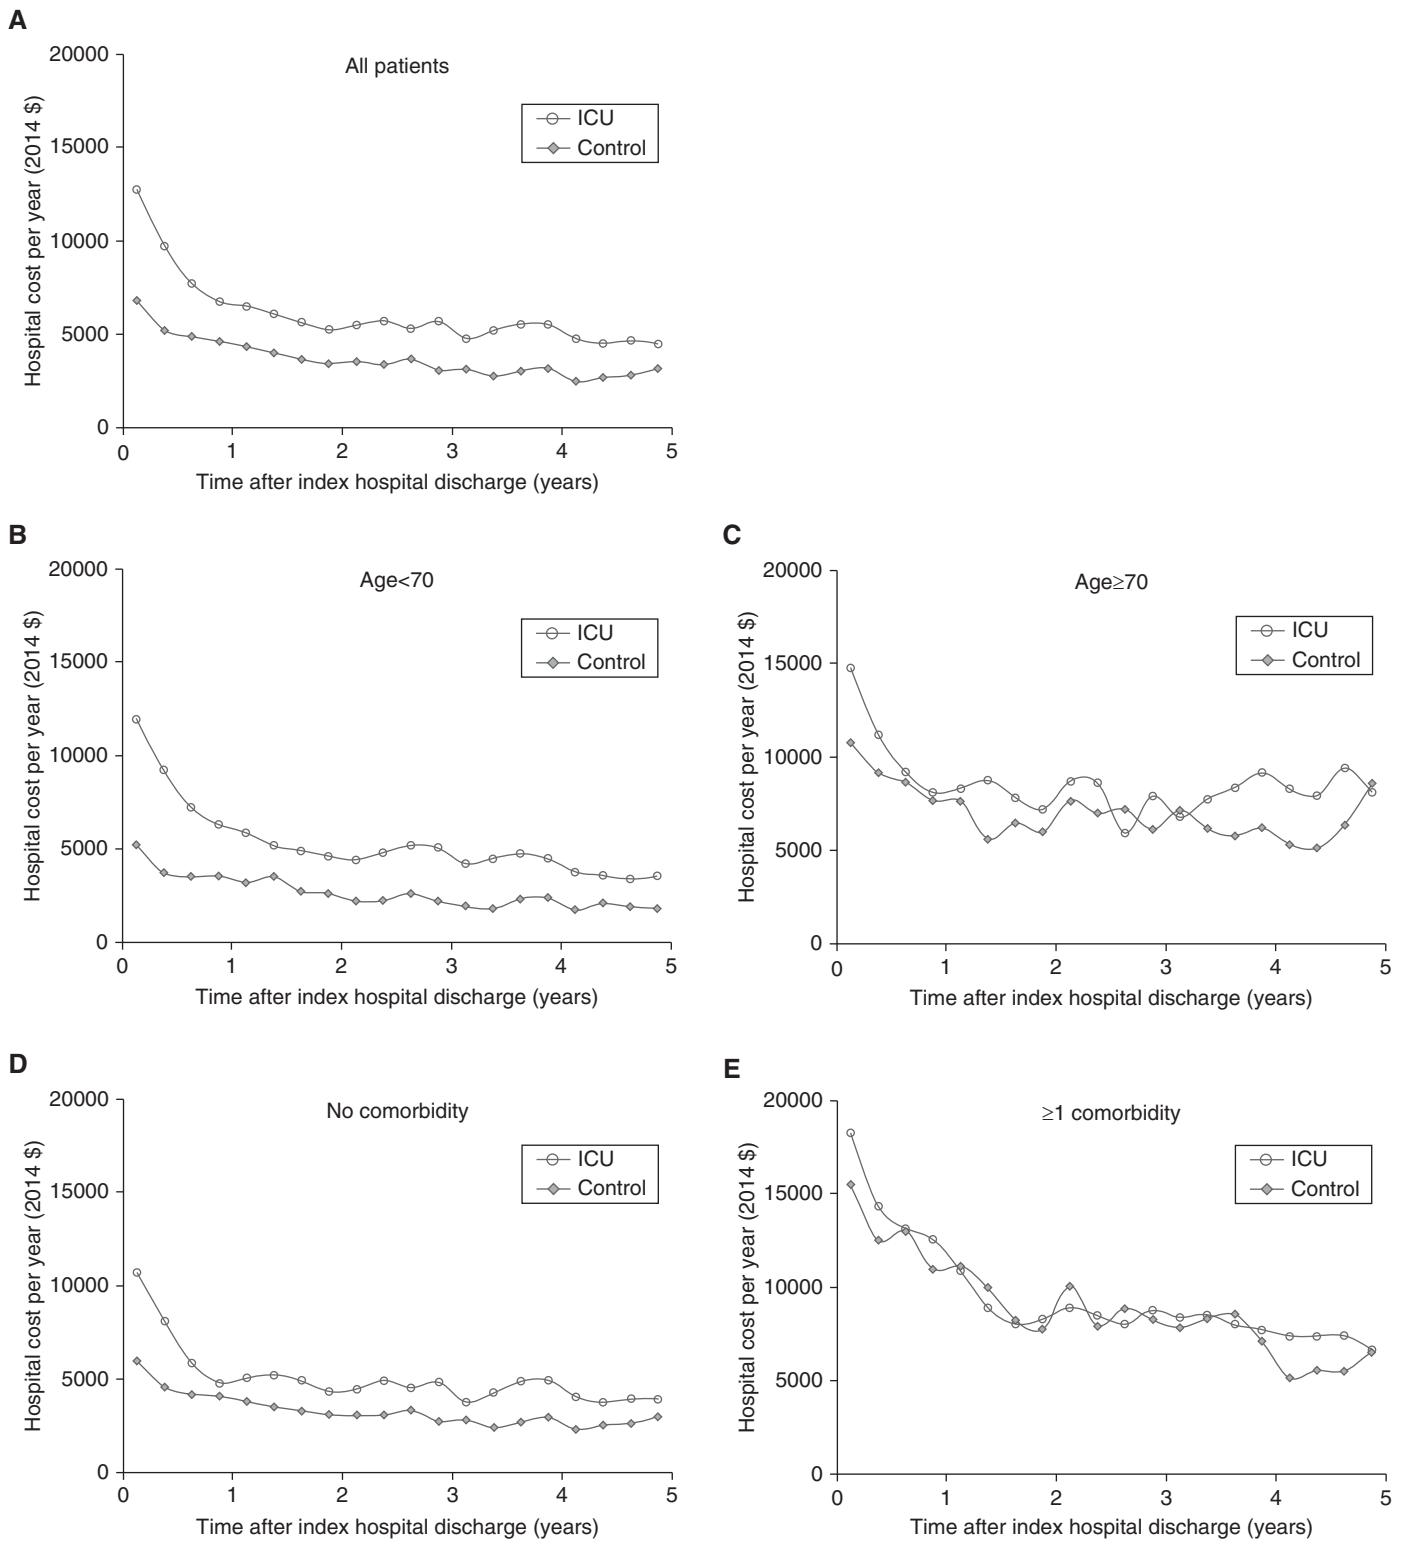 A
All patients
ICU
Control
Hospital cost per year (2014 $)
20000
15000
10000
5000
0
0 1 2 3 4 5
Time after index hospital discharge (years)
B
Age<70
ICU
Control
Hospital cost per year (2014 $)
20000
15000
10000
5000
0
0 1 2 3 4 5
Time after index hospital discharge (years)
C
Age≥70
ICU
Control
Hospital cost per year (2014 $)
20000
15000
10000
5000
0
0 1 2 3 4 5
Time after index hospital discharge (years)
D
No comorbidity
ICU
Control
Hospital cost per year (2014 $)
20000
15000
10000
5000
0
0 1 2 3 4 5
Time after index hospital discharge (years)
E
≥1 comorbidity
ICU
Control
Hospital cost per year (2014 $)
20000
15000
10000
5000
0
0 1 2 3 4 5
Time after index hospital discharge (years)